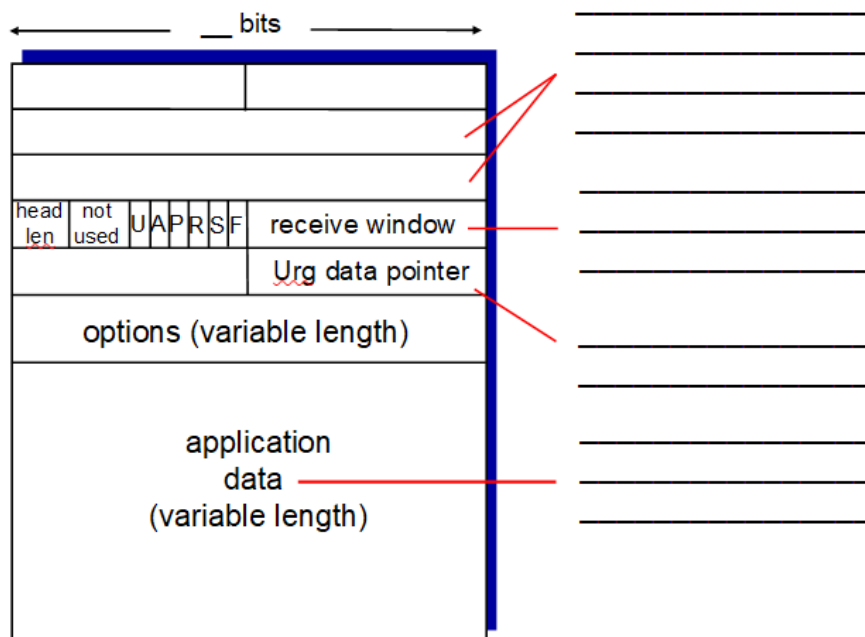 __ bits
head len
not used
U A P R S F
receive window
Urg data pointer
options (variable length)
application
data
(variable length)